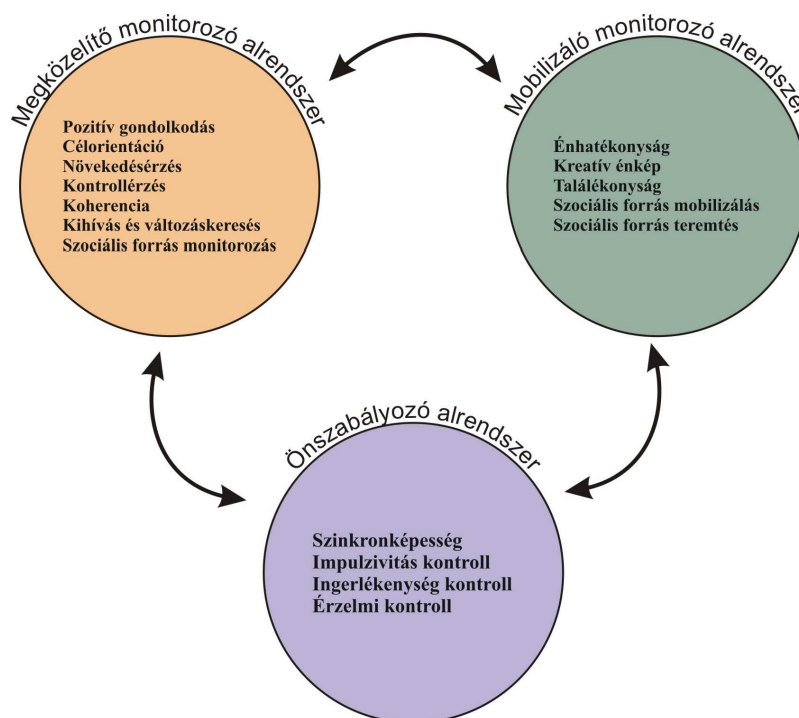 Megközelítő monitorozó alrendszer
Pozitív gondolkodás
Célorientáció
Növekedésérzés
Kontrollérzés
Koherencia
Kihívás és változáskeresés
Szociális forrás monitorozás
Mobilizáló monitorozó alrendszer
Énhatékonyság
Kreatív énkép
Találékonyság
Szociális forrás mobilizálás
Szociális forrás teremtés
Önszabályozó alrendszer
Szinkronképesség
Impulzivitás kontroll
Ingerlékenység kontroll
Érzelmi kontroll